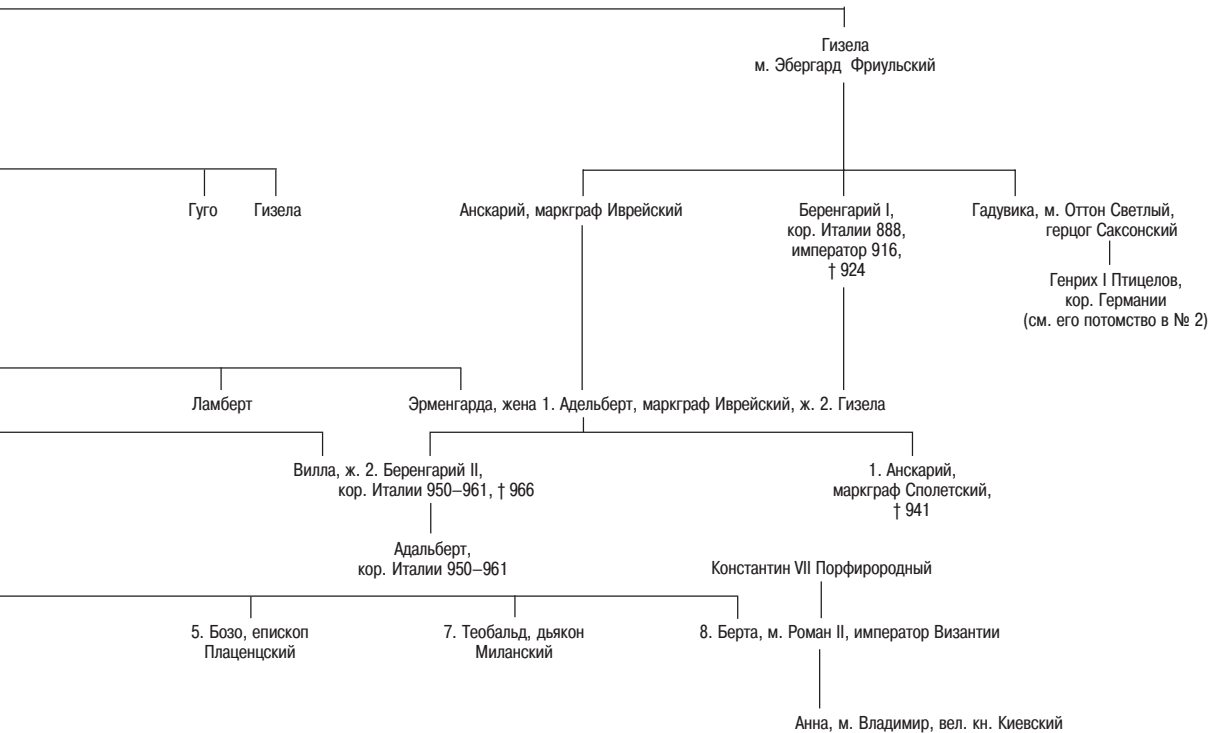 Гизела
м. Эбергард Фриульский
Гуго
Гизела
Анскарий, маркграф Иврейский
Беренгарий I,
кор. Италии 888,
император 916,
† 924
Гадувика, м. Оттон Светлый,
герцог Саксонский
Генрих I Птицелов,
кор. Германии
(см. его потомство в № 2)
Ламберт
Эрменгарда, жена 1. Адельберт, маркграф Иврейский, ж. 2. Гизела
Вилла, ж. 2. Беренгарий II,
кор. Италии 950–961, † 966
1. Анскарий,
маркграф Сполетский,
† 941
Адальберт,
кор. Италии 950–961
Константин VII Порфирородный
5. Бозо, епископ
Плаценцский
7. Теобальд, дьякон
Миланский
8. Берта, м. Роман II, император Византии
Анна, м. Владимир, вел. кн. Киевский